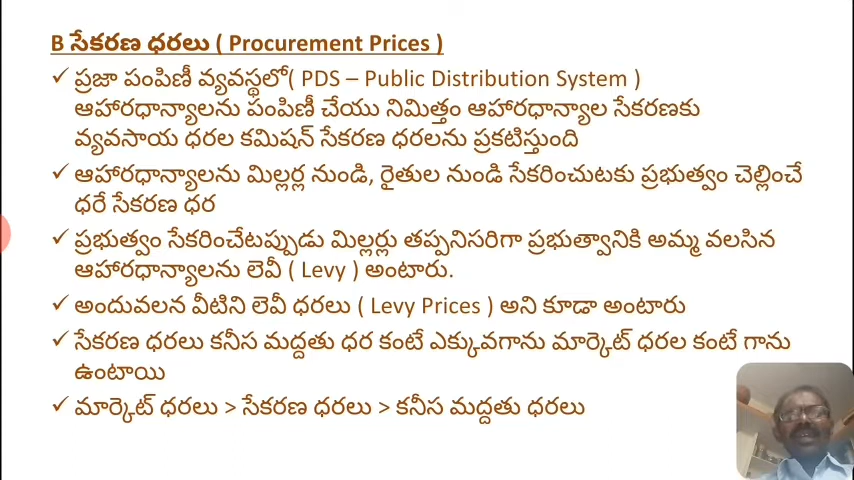 B సేకరణ ధరలు ( Procurement Prices )
✓ ప్రజా పంపిణీ వ్యవస్థలో( PDS – Public Distribution System )
ఆహారధాన్యాలను పంపిణీ చేయు నిమిత్తం ఆహారధాన్యాల సేకరణకు
వ్యవసాయ ధరల కమిషన్ సేకరణ ధరలను ప్రకటిస్తుంది
✓ ఆహారధాన్యాలను మిల్లర్ల నుండి, రైతుల నుండి సేకరించుటకు ప్రభుత్వం చెల్లించే
ధరే సేకరణ ధర
✓ ప్రభుత్వం సేకరించేటప్పుడు మిల్లర్లు తప్పనిసరిగా ప్రభుత్వానికి అమ్మ వలసిన
ఆహారధాన్యాలను లెవీ ( Levy ) అంటారు.
✓ అందువలన వీటిని లెవీ ధరలు ( Levy Prices ) అని కూడా అంటారు
✓ సేకరణ ధరలు కనీస మద్దతు ధర కంటే ఎక్కువగాను మార్కెట్ ధరల కంటే గాను
ఉంటాయి
✓ మార్కెట్ ధరలు > సేకరణ ధరలు > కనీస మద్దతు ధరలు